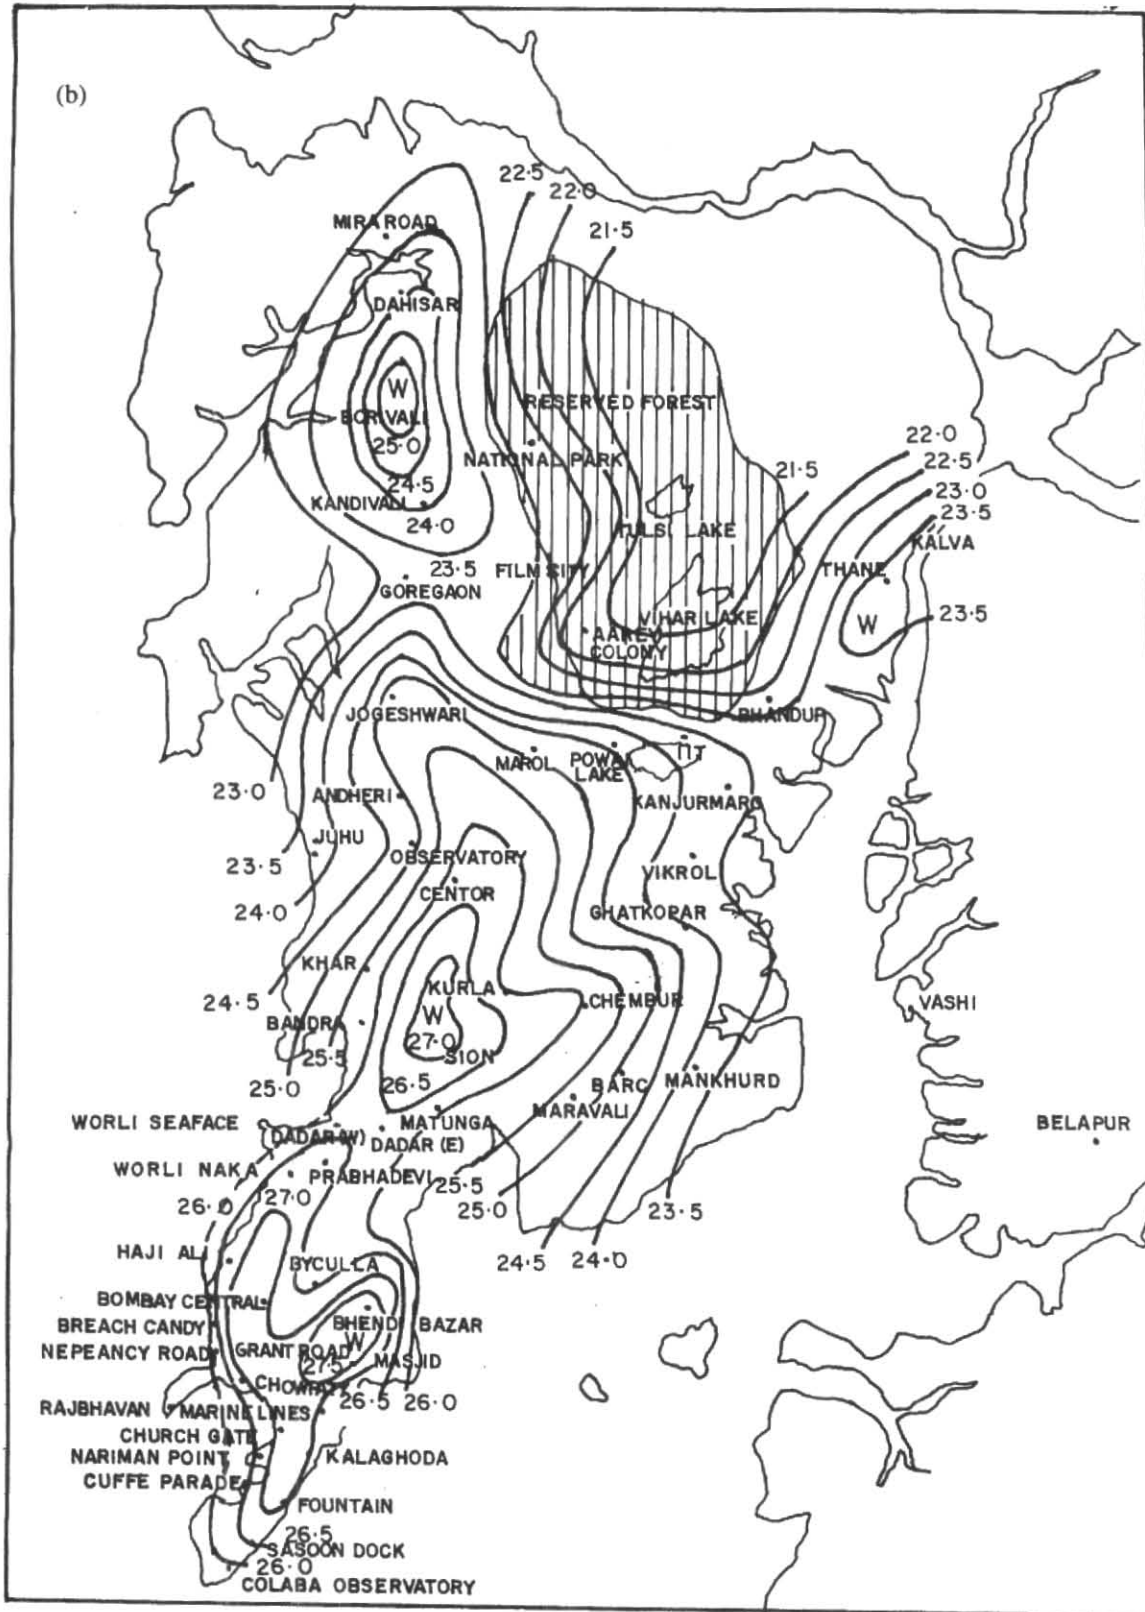 (b)
22.5
22.0
21.5
MIRA ROAD
DAHISAR
W
BORIVALI
25.0
RESERVED FOREST
NATIONAL PARK
24.5
KANDIVALI
24.0
21.5
22.0
22.5
23.0
23.5
TULSI LAKE
KALVA
THANE
23.5
FILM SITY
GOREGAON
VIHAR LAKE
W
23.5
AAREY
COLONY
JOGESHWARI
BHANDUP
IIT
MAROL
POWAI
LAKE
23.0
ANDHERI
KANJURMARG
JUHU
23.5
OBSERVATORY
VIKROL
CENTOR
24.0
GHATKOPAR
KHAR
24.5
KURLA
CHEMBUR
VASHI
W
BANDRA
27.0
SION
25.5
25.0
26.5
BARC
MANKHURD
MARAVALI
WORLI SEAFACE
MATUNGA
BELAPUR
DADAR (W)
DADAR (E)
WORLI NAKA
PRABHADEVI
25.5
26.0
27.0
25.0
23.5
HAJI ALI
BYCULLA
24.5
24.0
BOMBAY CENTRAL
BREACH CANDY
BHENDI BAZAR
W
NEPEANCY ROAD
GRANT ROAD
27.5
MASJID
CHOWPATY
26.5
26.0
RAJBHAVAN
MARINE LINES
CHURCH GATE
NARIMAN POINT
KALAGHODA
CUFFE PARADE
FOUNTAIN
26.5
SASOON DOCK
26.0
COLABA OBSERVATORY